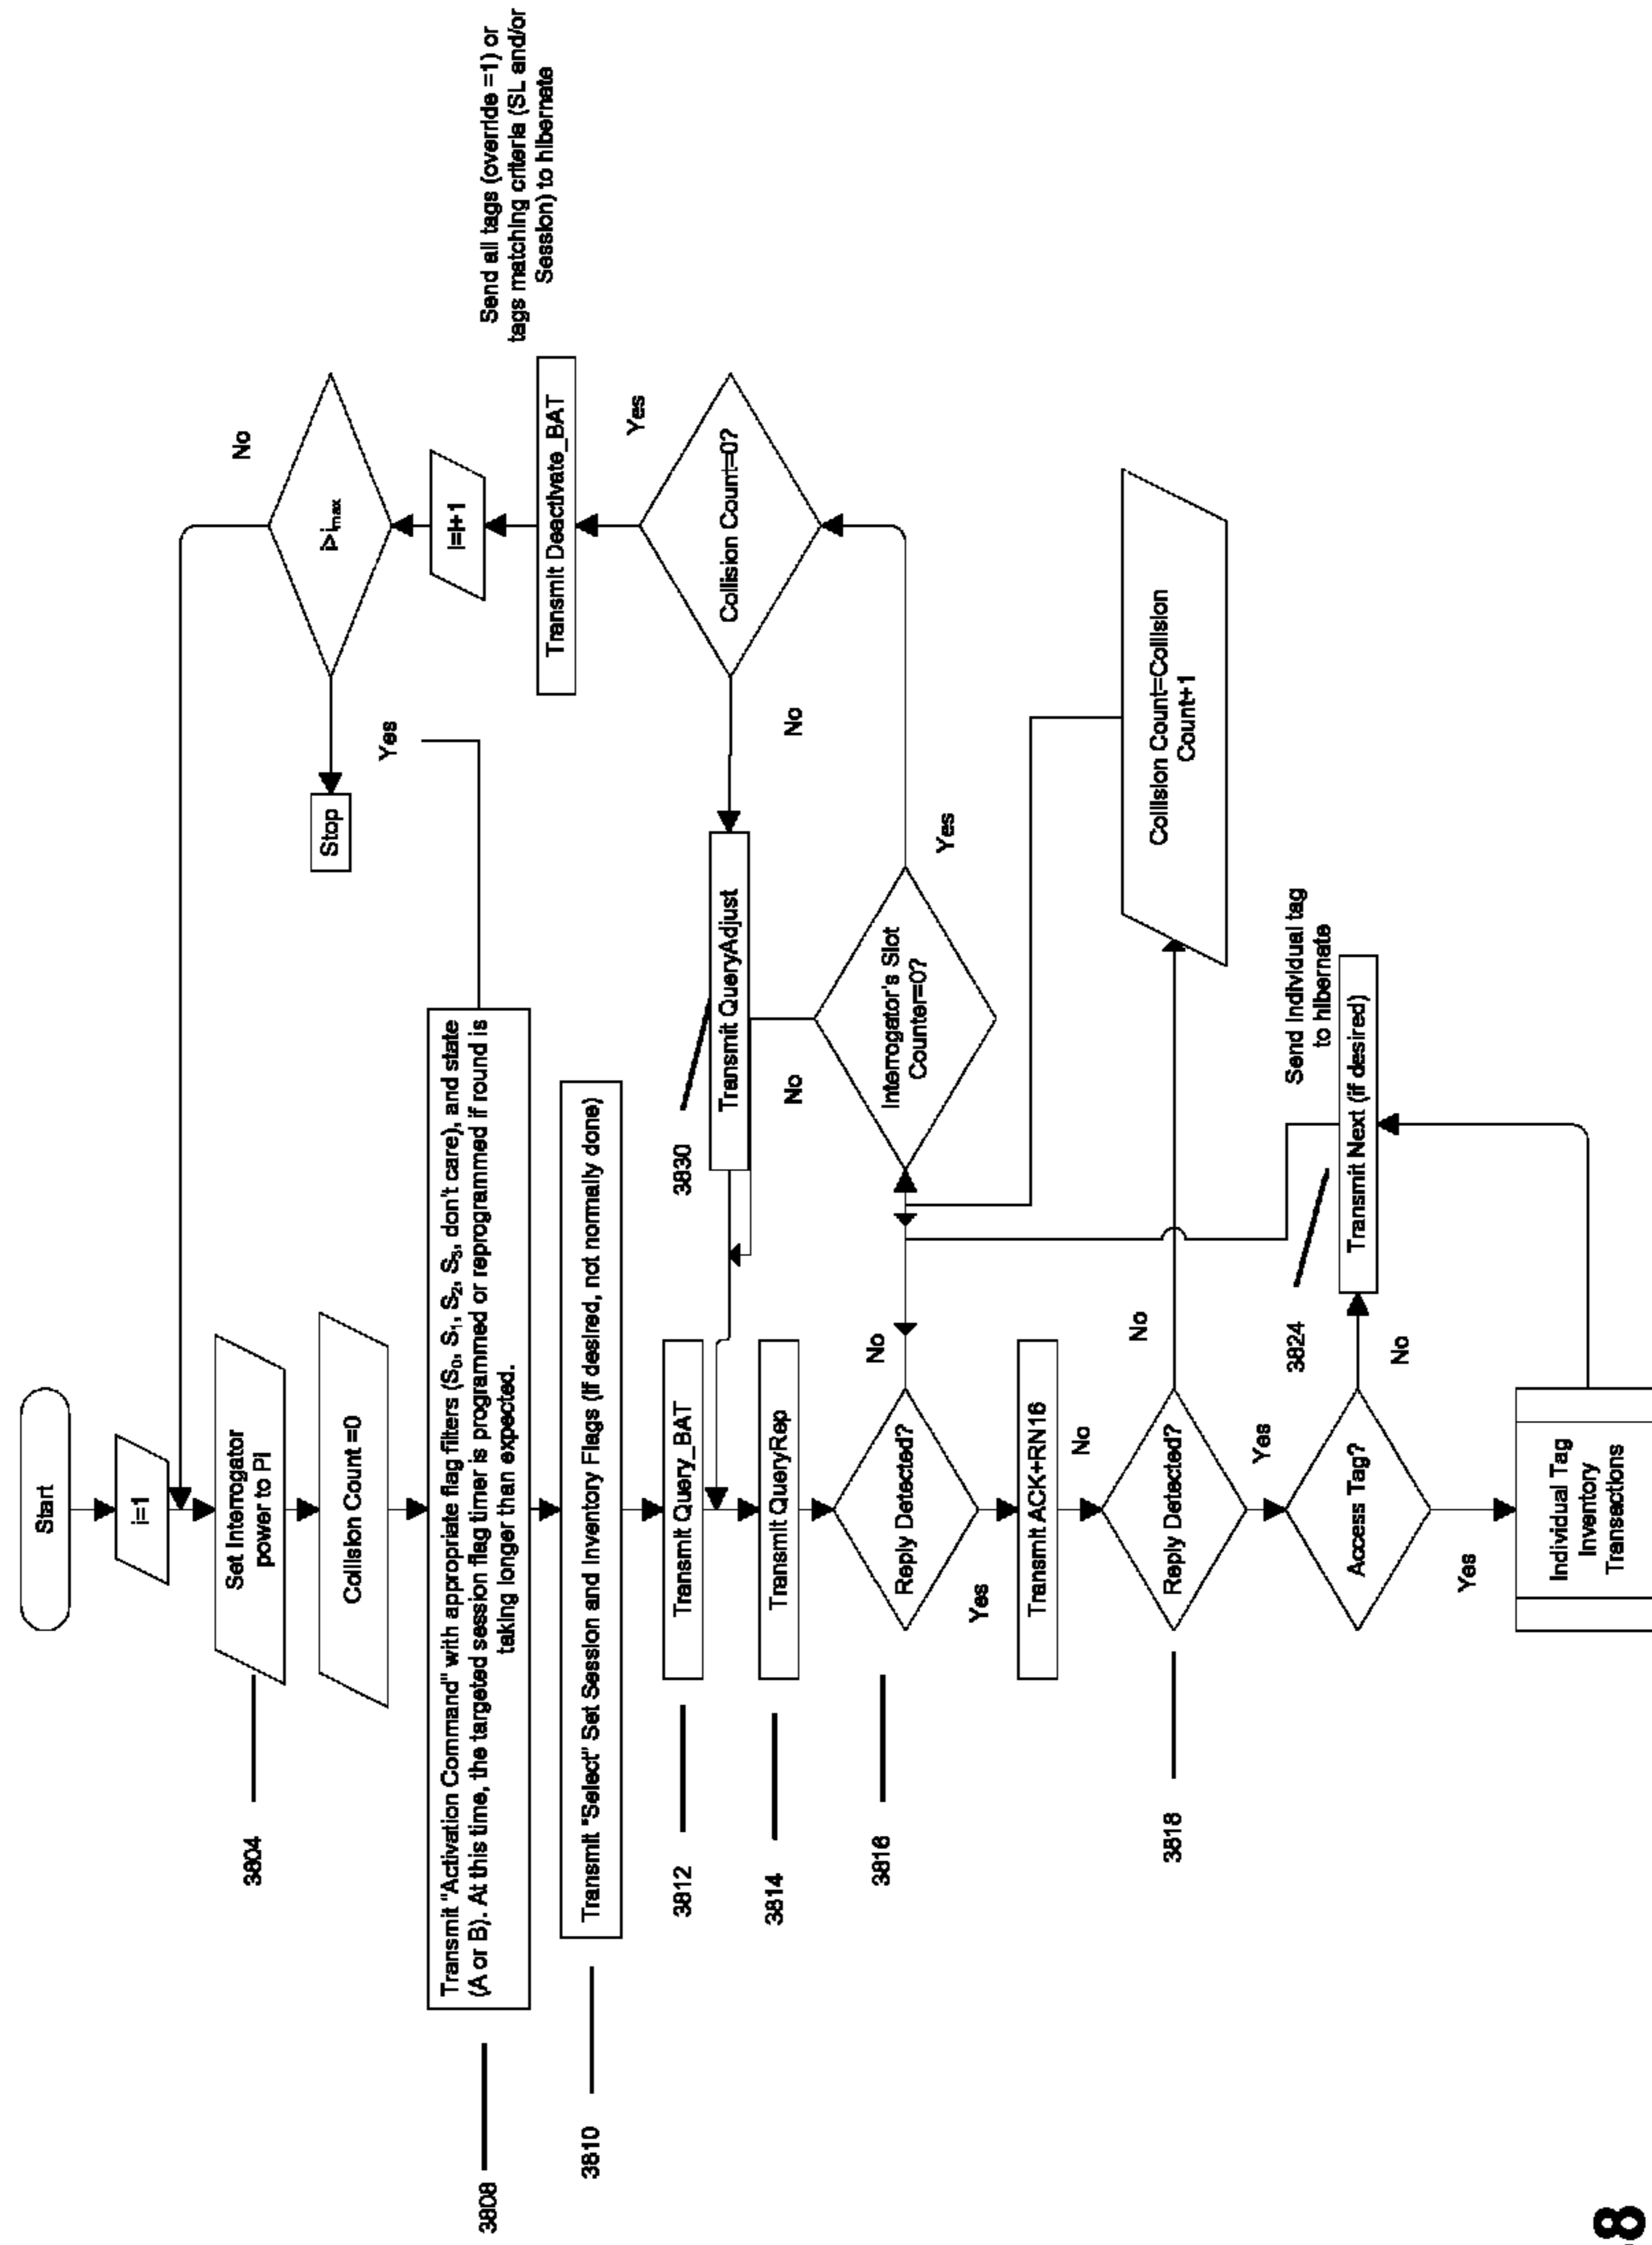 Start
i=1
Set Interrogator
power to Pi
3804
Collision Count =0
Transmit "Activation Command" with appropriate flag filters (S0, S1, S2, S3, don't care), and state
(A or B). At this time, the targeted session flag timer is programmed or reprogrammed if round is
taking longer than expected.
3808
Transmit "Select" Set Session and Inventory Flags (if desired, not normally done)
3810
Transmit Query_BAT
3812
Transmit QueryRep
3814
Reply Detected?
3816
No
Yes
Transmit ACK+RN16
No
Reply Detected?
3818
No
Yes
Access Tag?
No
Yes
Individual Tag
Inventory
Transactions
3824
Transmit Next (if desired)
Send individual tag
to hibernate
Collision Count=Collision
Count+1
Interrogator's Slot
Counter=0?
No
Yes
3830
Transmit QueryAdjust
No
Collision Count=0?
Yes
Transmit Deactivate_BAT
Send all tags (override =1) or
tags matching criteria (SL and/or
Session) to hibernate
i=i+1
i>imax
No
Yes
Stop
8